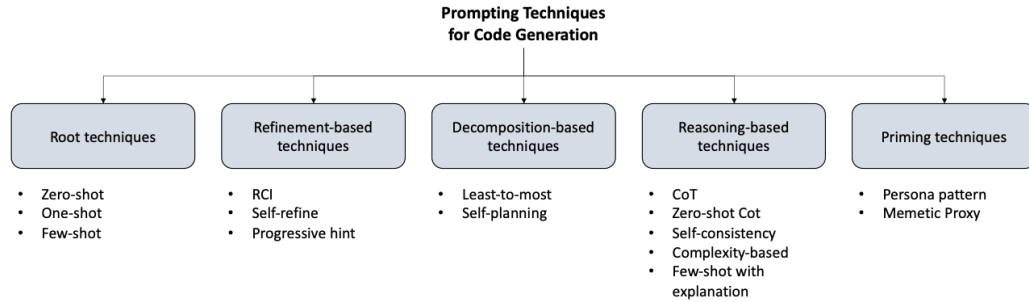 Prompting Techniques
for Code Generation
Root techniques
Refinement-based
techniques
Decomposition-based
techniques
Reasoning-based
techniques
Priming techniques
• Zero-shot
• One-shot
• Few-shot
• RCI
• Self-refine
• Progressive hint
• Least-to-most
• Self-planning
• CoT
• Zero-shot Cot
• Self-consistency
• Complexity-based
• Few-shot with
explanation
• Persona pattern
• Memetic Proxy